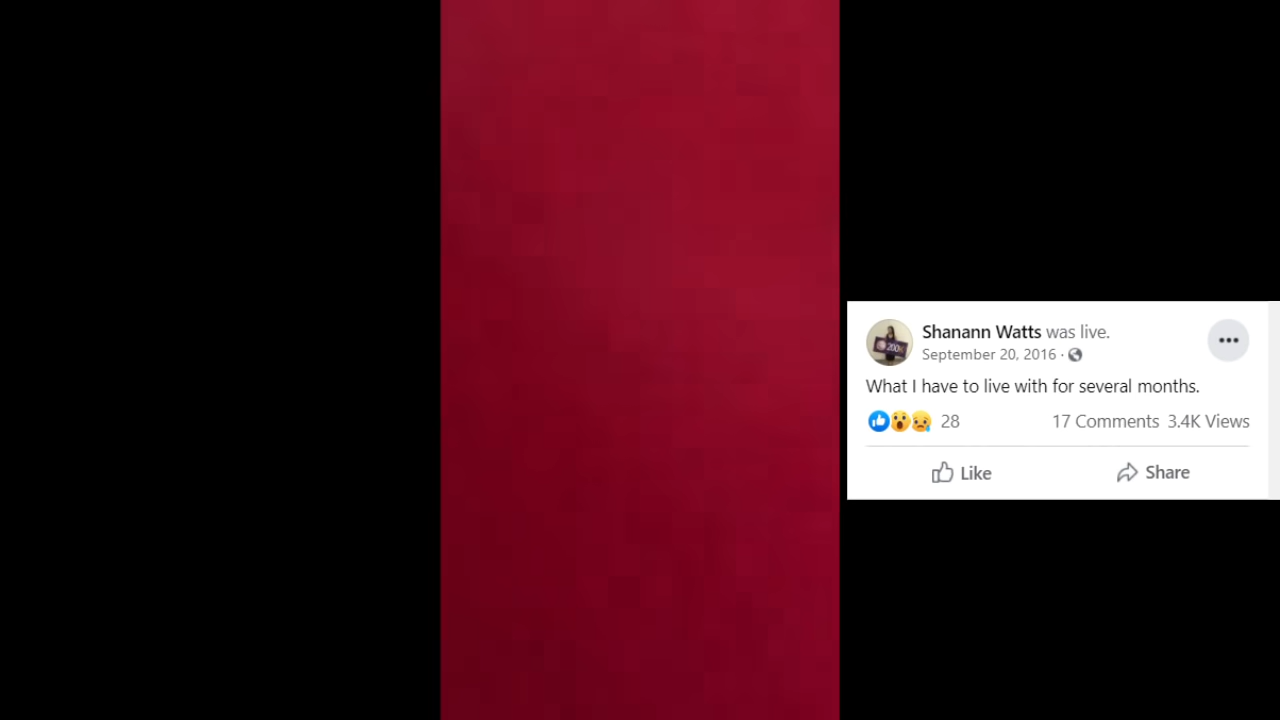 Shanann Watts was live.
September 20, 2016 ·
What I have to live with for several months.
28 17 Comments 3.4K Views
Like Share